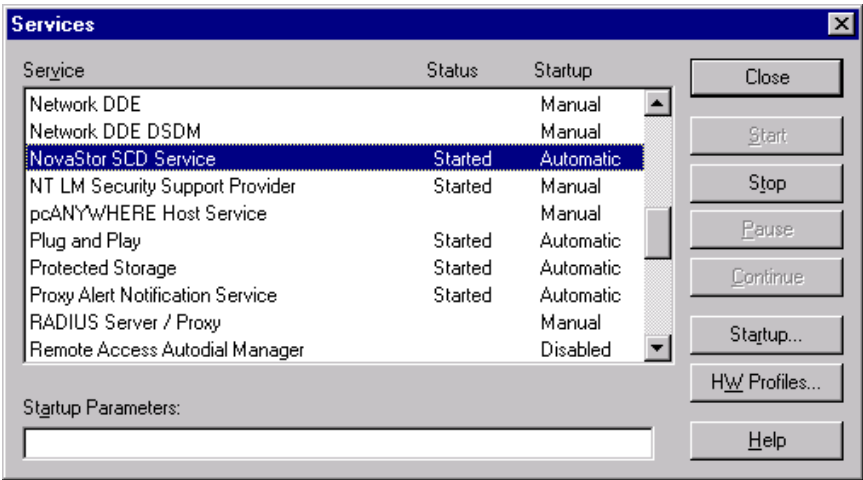 Services
Service Status Startup
Network DDE Manual
Network DDE DSDM Manual
NovaStor SCD Service Started Automatic
NT LM Security Support Provider Started Manual
pcANYWHERE Host Service Manual
Plug and Play Started Automatic
Protected Storage Started Automatic
Proxy Alert Notification Service Started Automatic
RADIUS Server / Proxy Manual
Remote Access Autodial Manager Disabled
Startup Parameters:
Close
Start
Stop
Pause
Continue
Startup...
HW Profiles...
Help